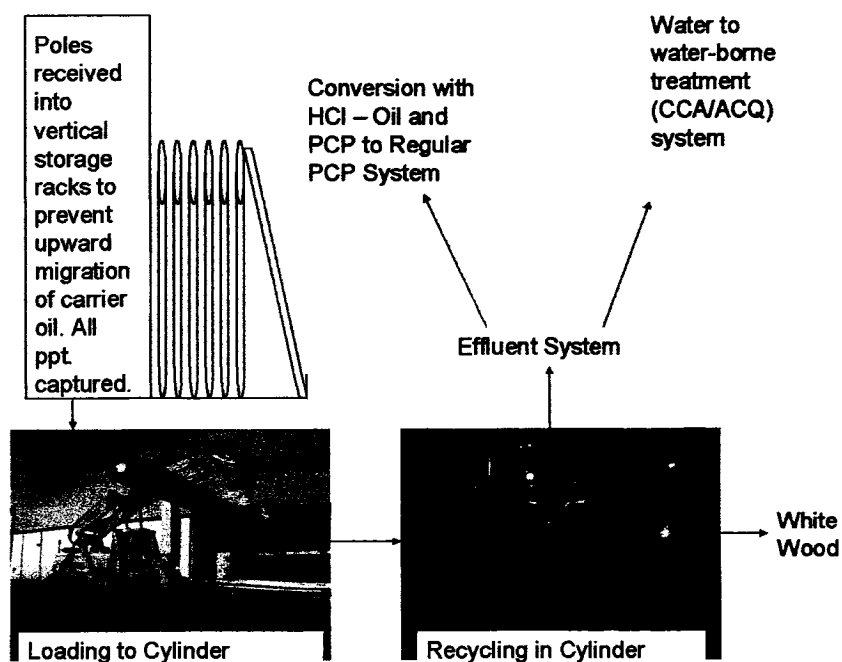 Poles
received
into
vertical
storage
racks to
prevent
upward
migration
of carrier
oil. All
ppt.
captured.
Conversion with
HCl – Oil and
PCP to Regular
PCP System
Water to
water-borne
treatment
(CCA/ACQ)
system
Effluent System
Loading to Cylinder
Recycling in Cylinder
White
Wood